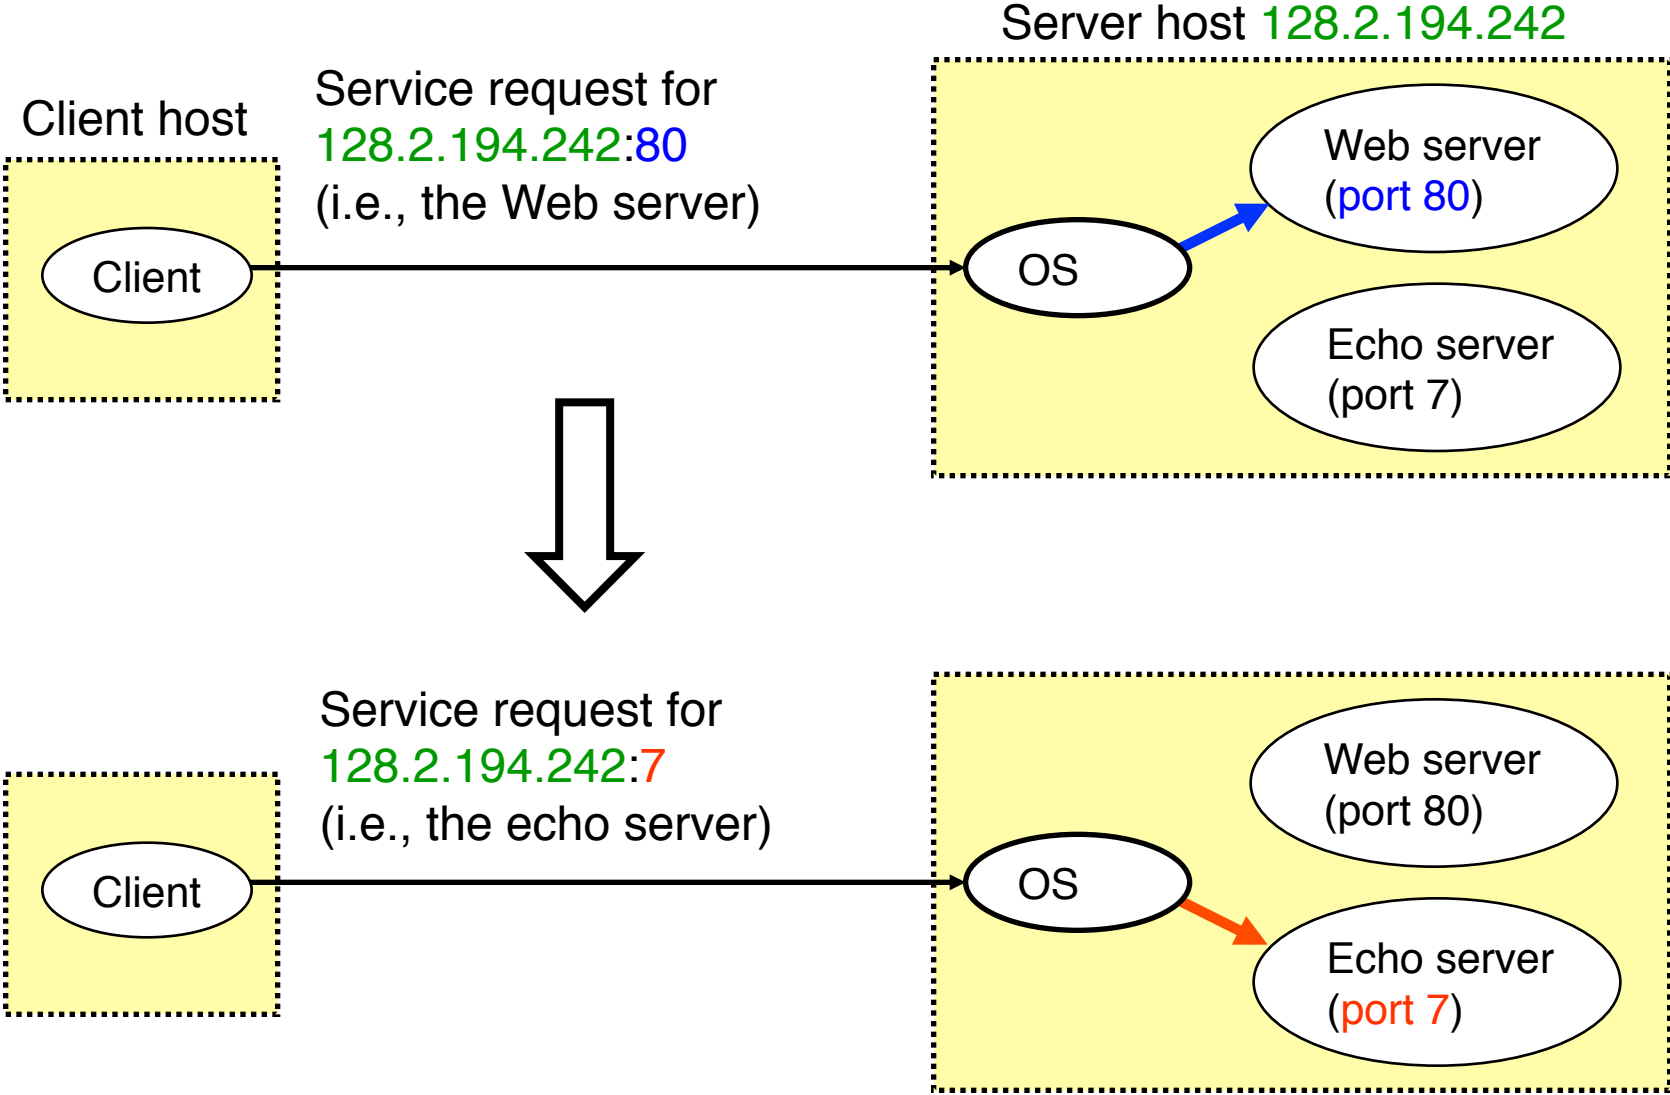 Server host 128.2.194.242
Client host
Service request for
128.2.194.242:80
(i.e., the Web server)
Client
OS
Web server
(port 80)
Echo server
(port 7)
Service request for
128.2.194.242:7
(i.e., the echo server)
Client
OS
Web server
(port 80)
Echo server
(port 7)